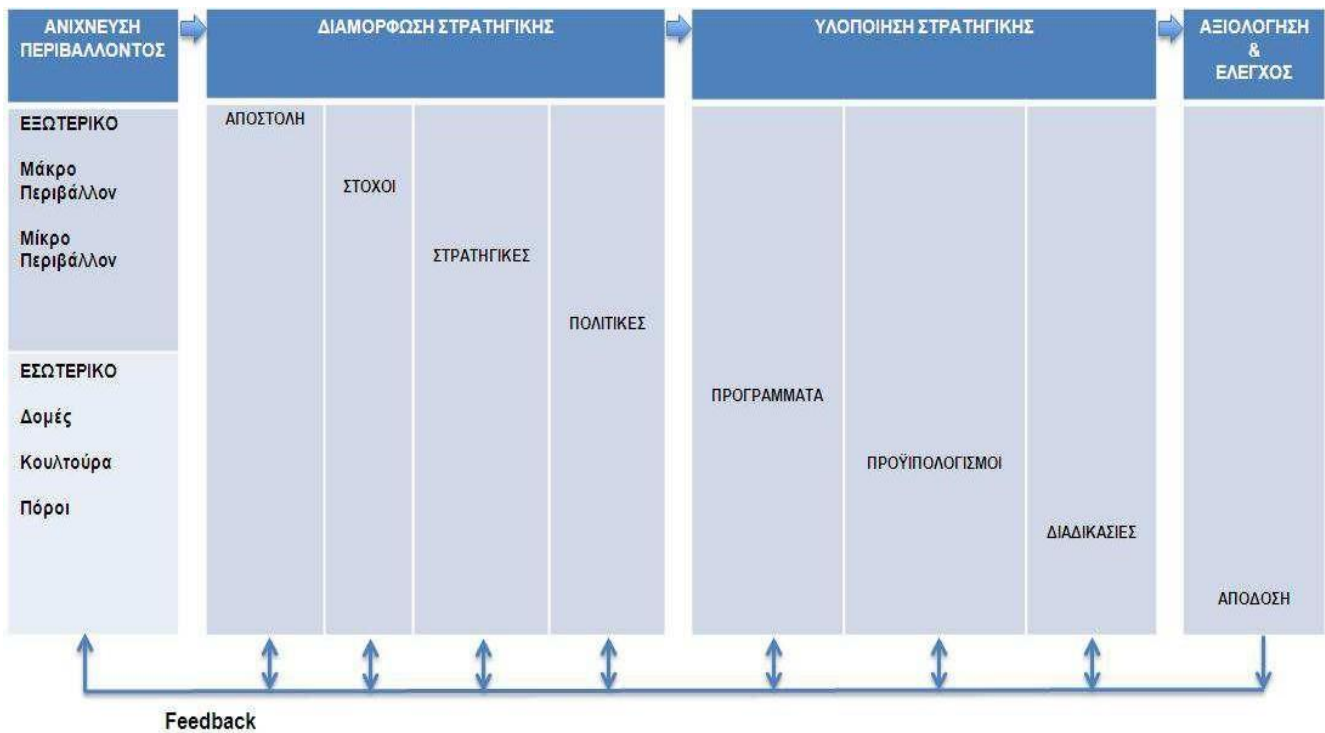 ΑΝΙΧΝΕΥΣΗ
ΠΕΡΙΒΑΛΛΟΝΤΟΣ
ΔΙΑΜΟΡΦΩΣΗ ΣΤΡΑΤΗΓΙΚΗΣ
ΥΛΟΠΟΙΗΣΗ ΣΤΡΑΤΗΓΙΚΗΣ
ΑΞΙΟΛΟΓΗΣΗ
&
ΕΛΕΓΧΟΣ
ΕΞΩΤΕΡΙΚΟ
Μάκρο
Περιβάλλον
Μίκρο
Περιβάλλον
ΕΣΩΤΕΡΙΚΟ
Δομές
Κουλτούρα
Πόροι
ΑΠΟΣΤΟΛΗ
ΣΤΟΧΟΙ
ΣΤΡΑΤΗΓΙΚΕΣ
ΠΟΛΙΤΙΚΕΣ
ΠΡΟΓΡΑΜΜΑΤΑ
ΠΡΟΫΙΠΟΛΟΓΙΣΜΟΙ
ΔΙΑΔΙΚΑΣΙΕΣ
ΑΠΟΔΟΣΗ
Feedback